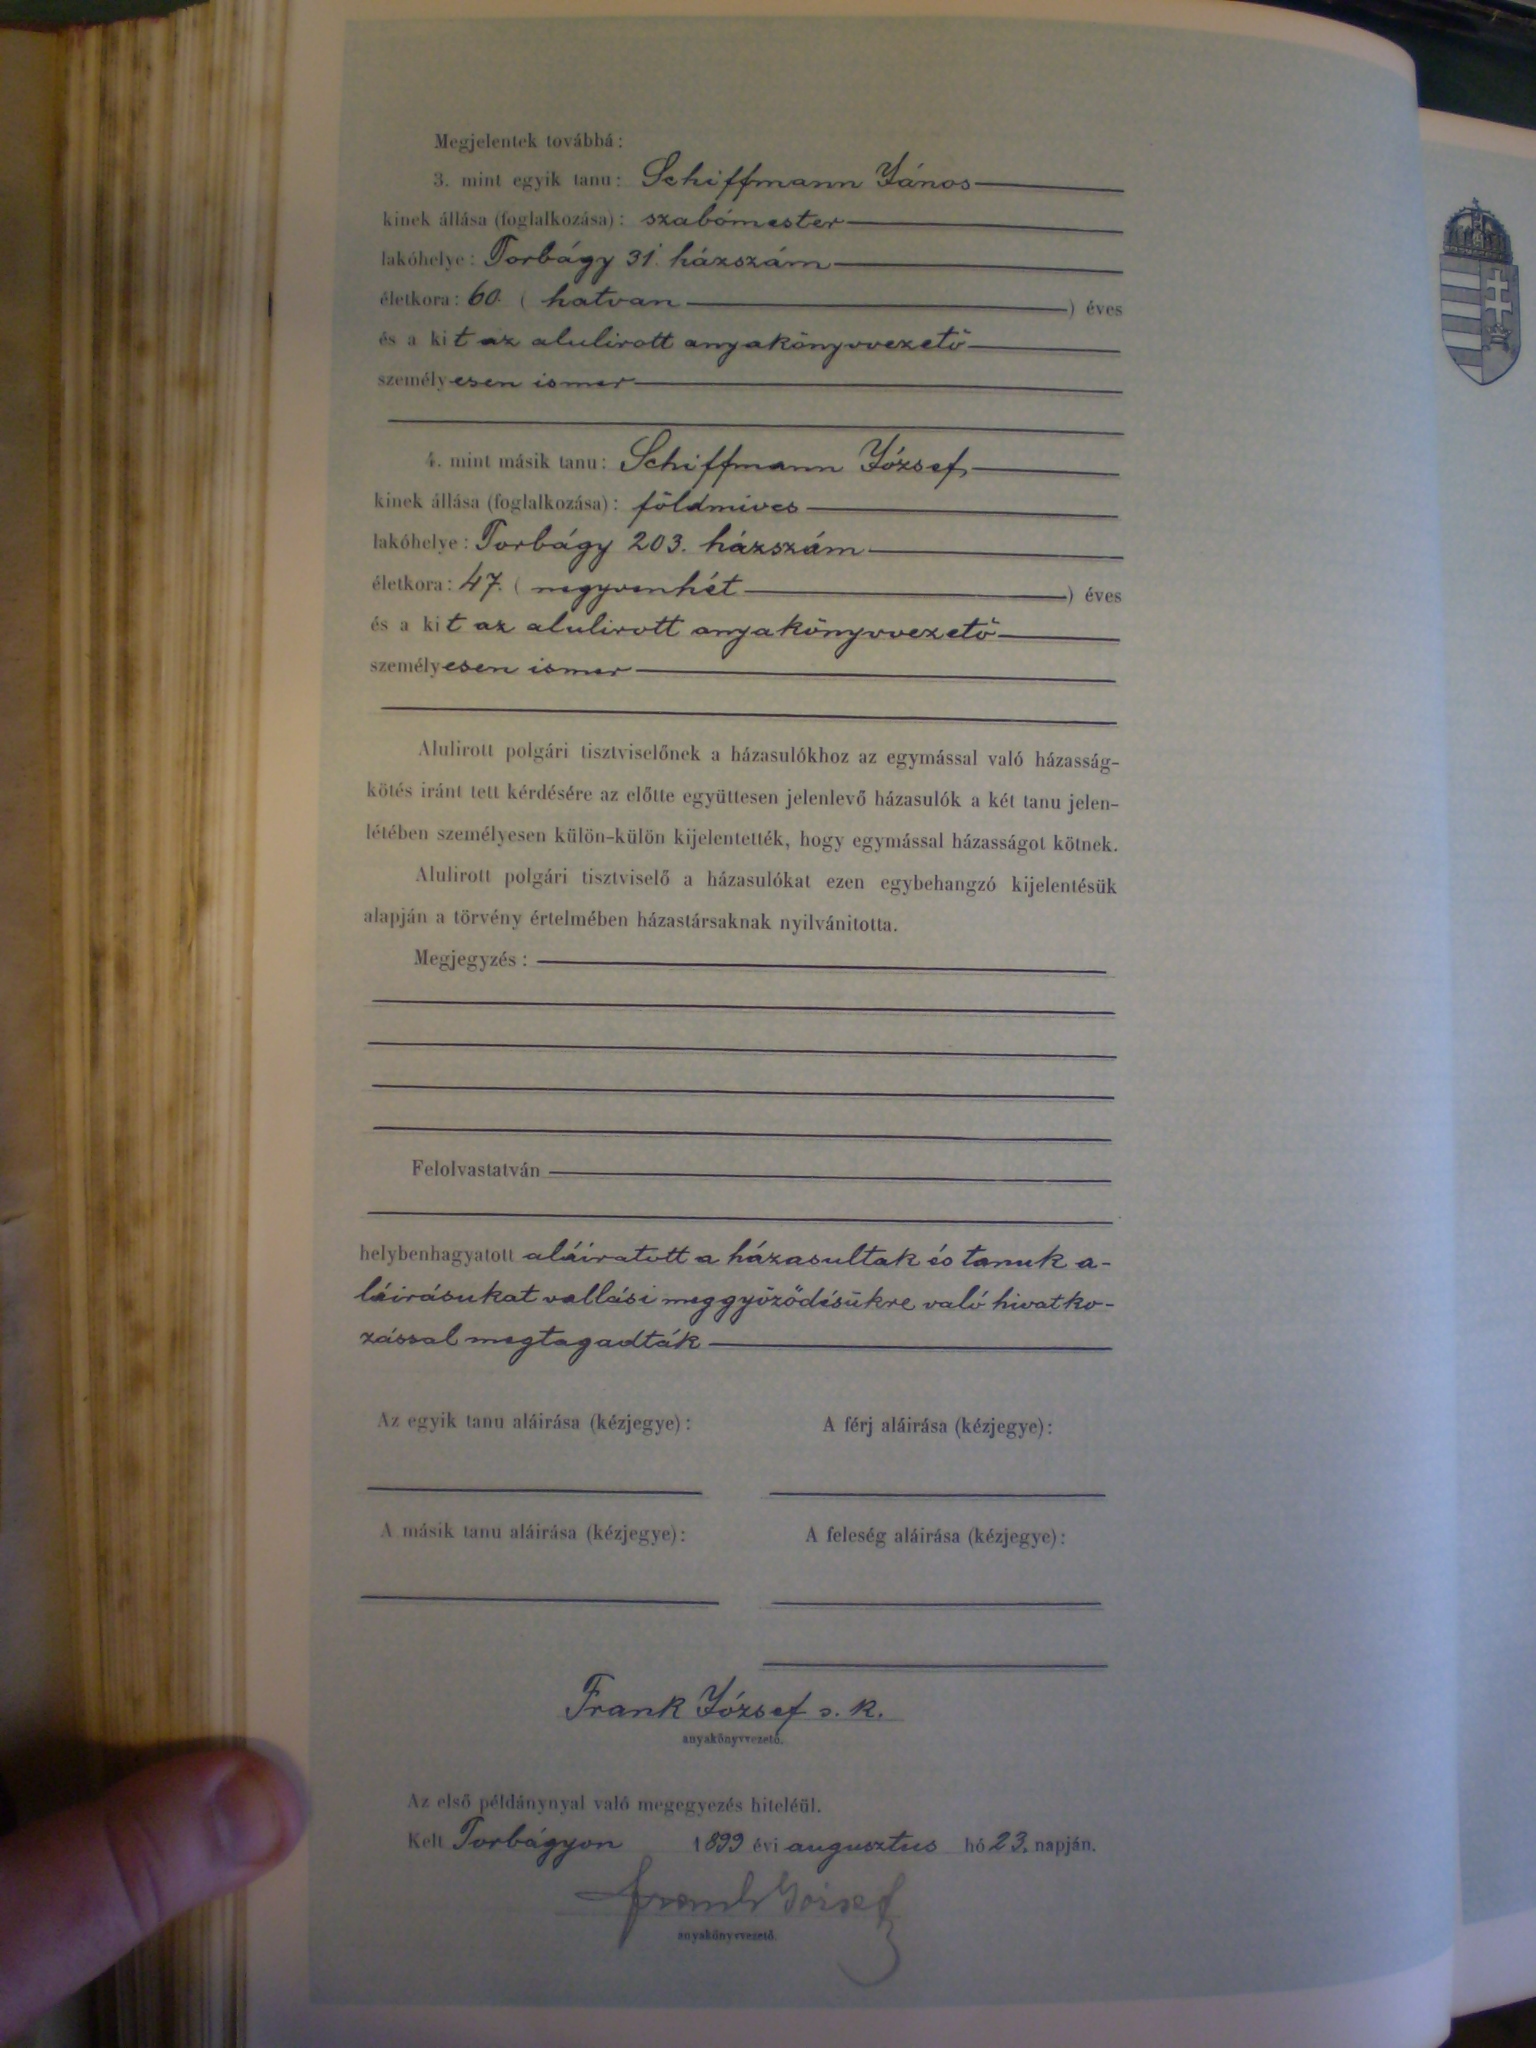 Megjelentek továbbá:
3. mint egyik tanu: Schiffmann János
kinek állása (foglalkozása): szabómester
lakóhelye: Torbágy 31. házszám
életkora: 60. (hatvan) éves
és a kit az alulirott anyakönyvvezető
személyesen ismer
4. mint másik tanu: Schiffmann József
kinek állása (foglalkozása): földmives
lakóhelye: Torbágy 203. házszám
életkora: 47. (negyvenhét) éves
és a kit az alulirott anyakönyvvezető
személyesen ismer
Alulirott polgári tisztviselőnek a házasulókhoz az egymással való házasság-
kötés iránt tett kérdésére az előtte együttesen jelenlevő házasulók a két tanu jelen-
létében személyesen külön-külön kijelentették, hogy egymással házasságot kötnek.
Alulirott polgári tisztviselő a házasulókat ezen egybehangzó kijelentésük
alapján a törvény értelmében házastársaknak nyilvánitotta.
Megjegyzés:
Felolvastatván
helybenhagyatott aláiratott a házasultak és tanuk a-
láirásukat vallási meggyőződésükre való hivatko-
zással megtagadták
Az egyik tanu aláirása (kézjegye): A férj aláirása (kézjegye):
A másik tanu aláirása (kézjegye): A feleség aláirása (kézjegye):
Frank József s. k.
anyakönyvvezető.
Az első példánynyal való megegyezés hiteléül.
Kelt Torbágyon 1899 évi augusztus hó 23. napján.
Frank József
anyakönyvvezető.